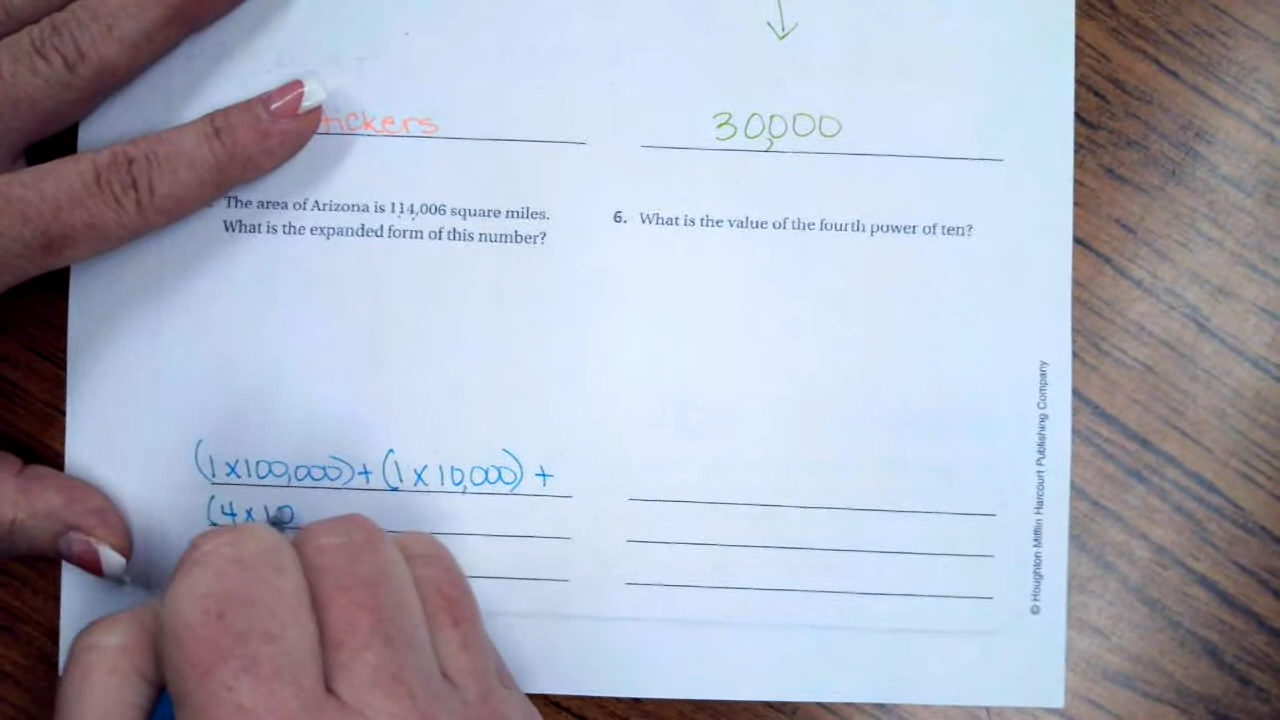 tickers
30,000
The area of Arizona is 114,006 square miles.
What is the expanded form of this number?
6. What is the value of the fourth power of ten?
(1 x 100,000) + (1 x 10,000) +
(4 x 10
© Houghton Mifflin Harcourt Publishing Company